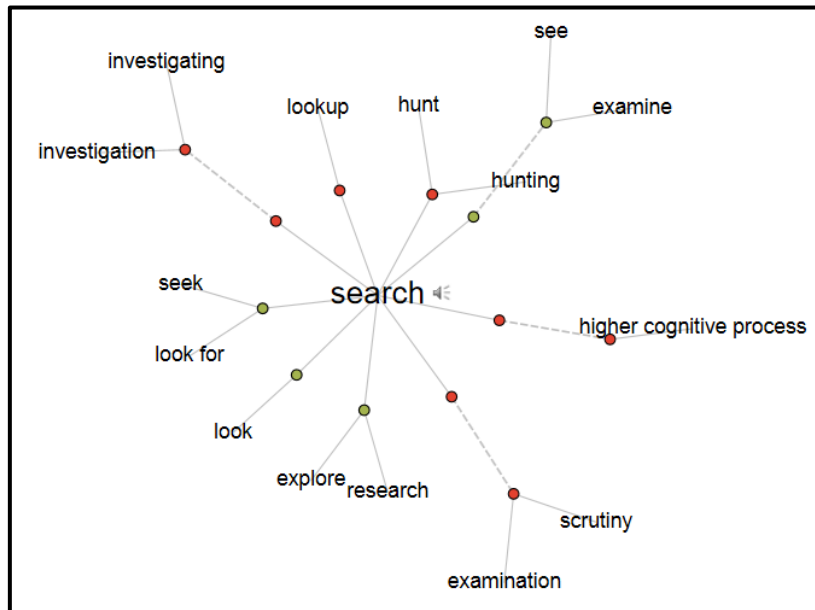 see
investigating
lookup
hunt
examine
investigation
hunting
seek
search
higher cognitive process
look for
look
explore
research
scrutiny
examination